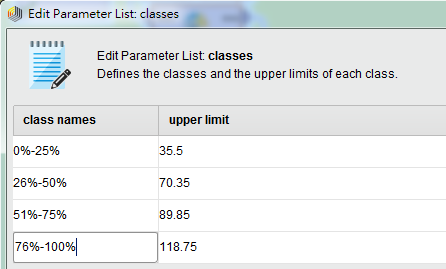 Edit Parameter List: classes
Edit Parameter List: classes
Defines the classes and the upper limits of each class.
class names upper limit
0%-25% 35.5
26%-50% 70.35
51%-75% 89.85
76%-100% 118.75